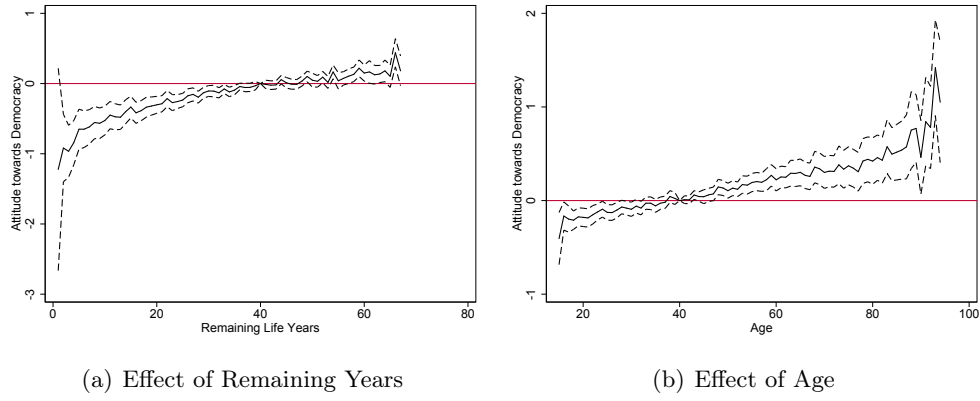 1
0
-1
-2
-3
Attitude towards Democracy
0 20 40 60 80
Remaining Life Years
2
1
0
-1
Attitude towards Democracy
20 40 60 80 100
Age
(a) Effect of Remaining Years
(b) Effect of Age